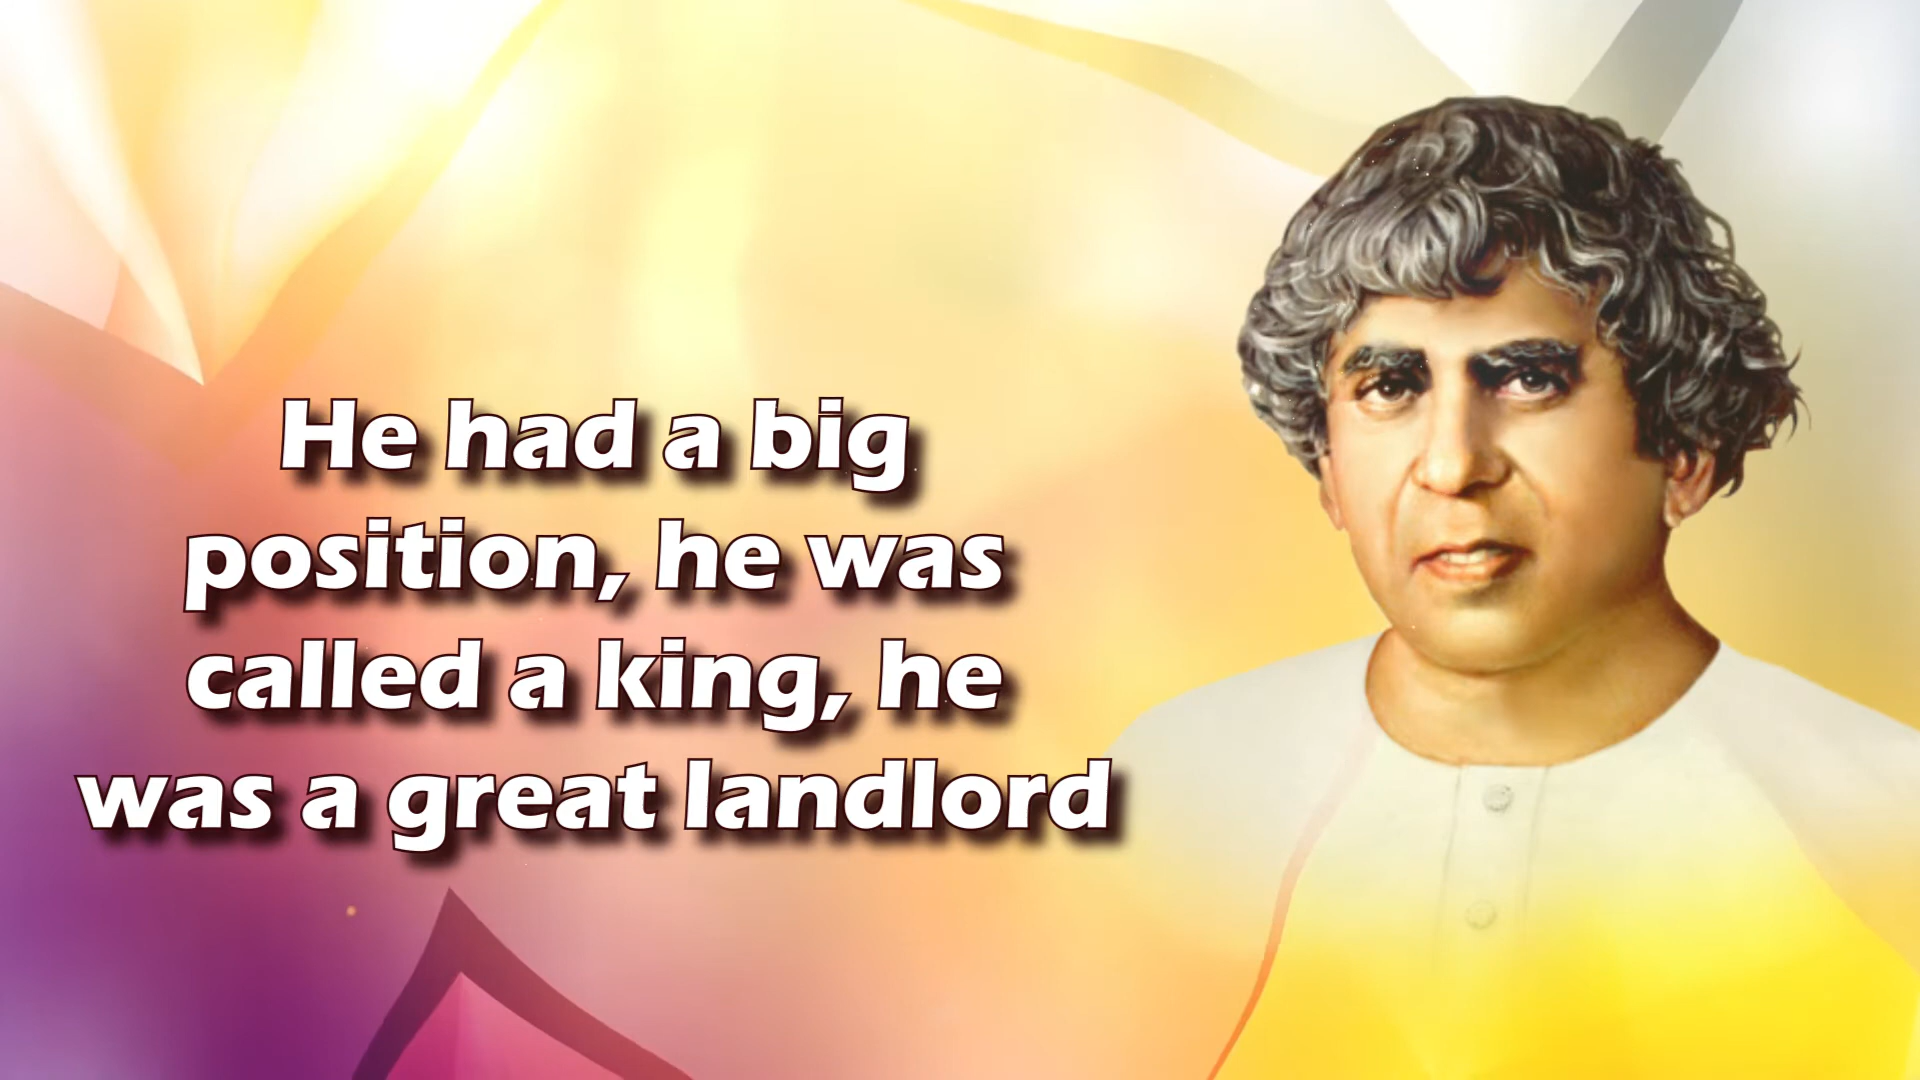 He had a big
position, he was
called a king, he
was a great landlord